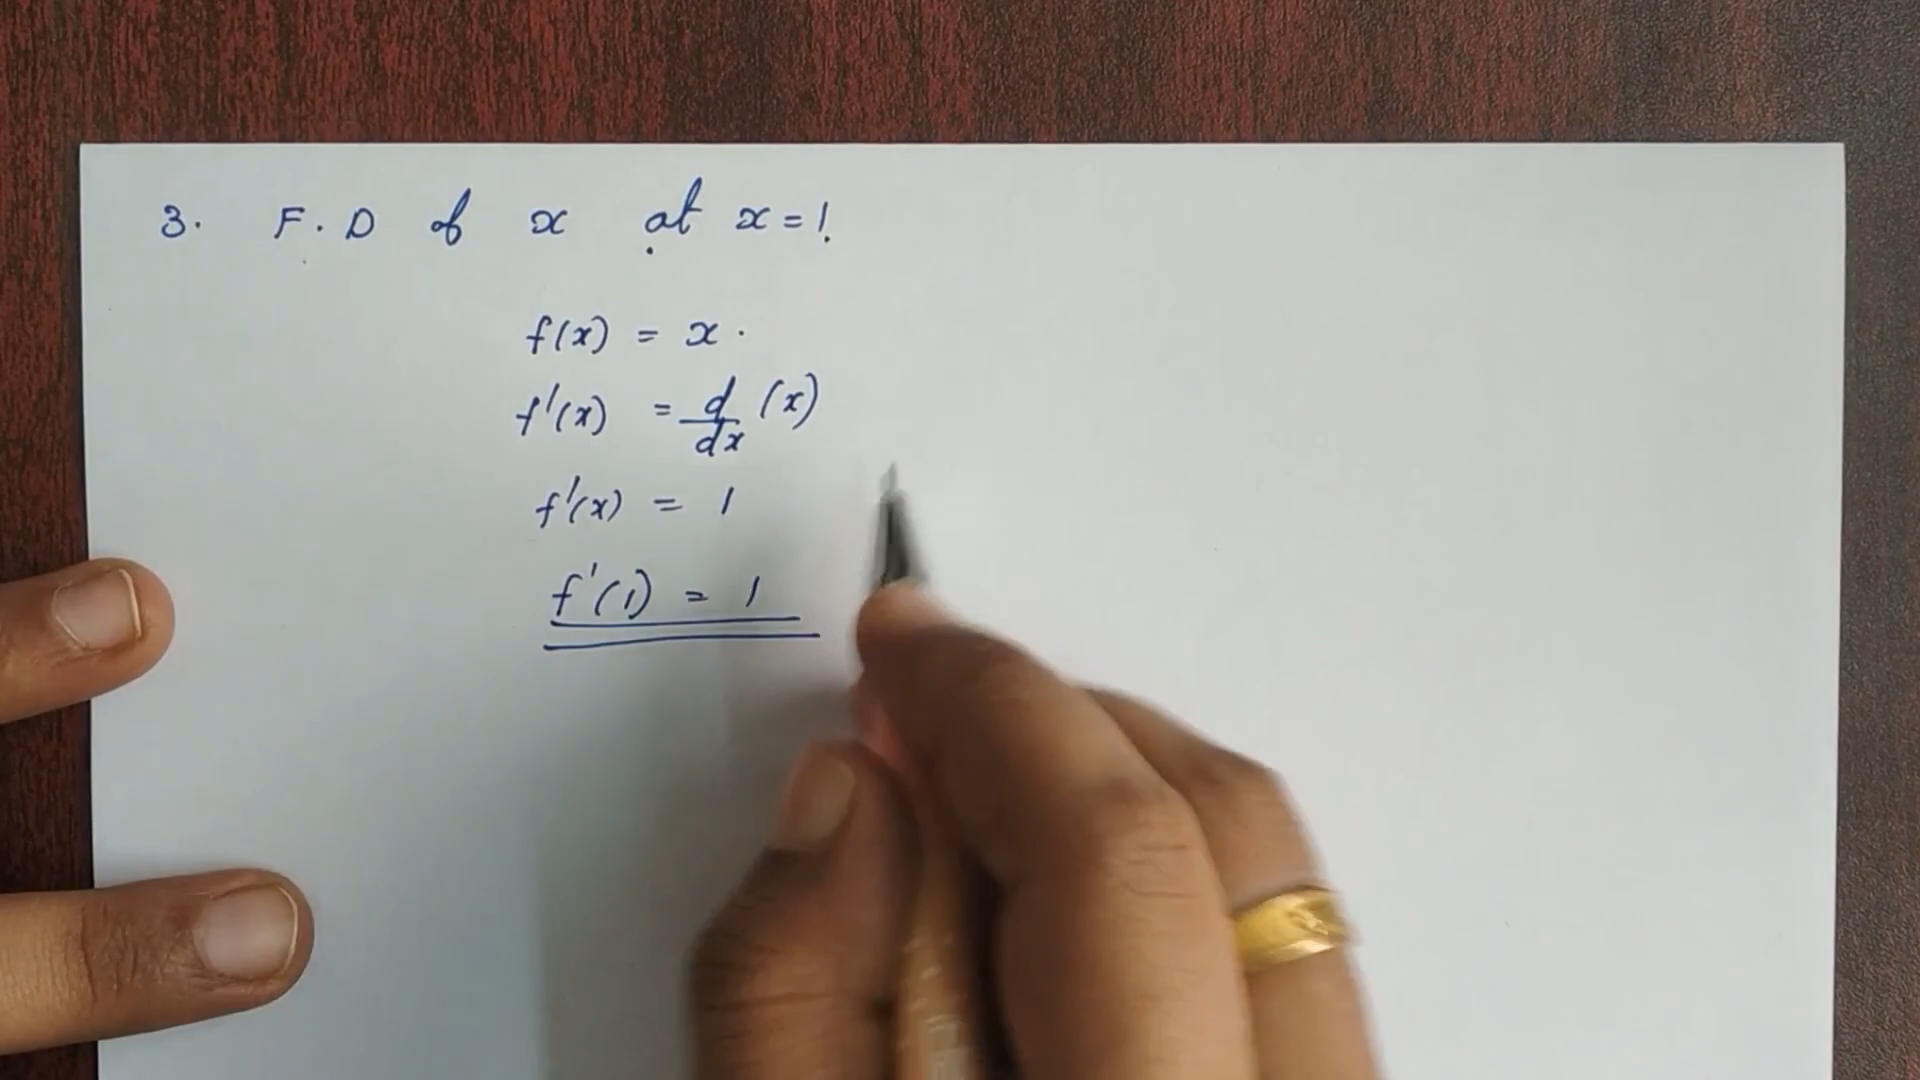 3. F.D of x at x=1.
f(x) = x.
f'(x) = d/dx (x)
f'(x) = 1
f'(1) = 1